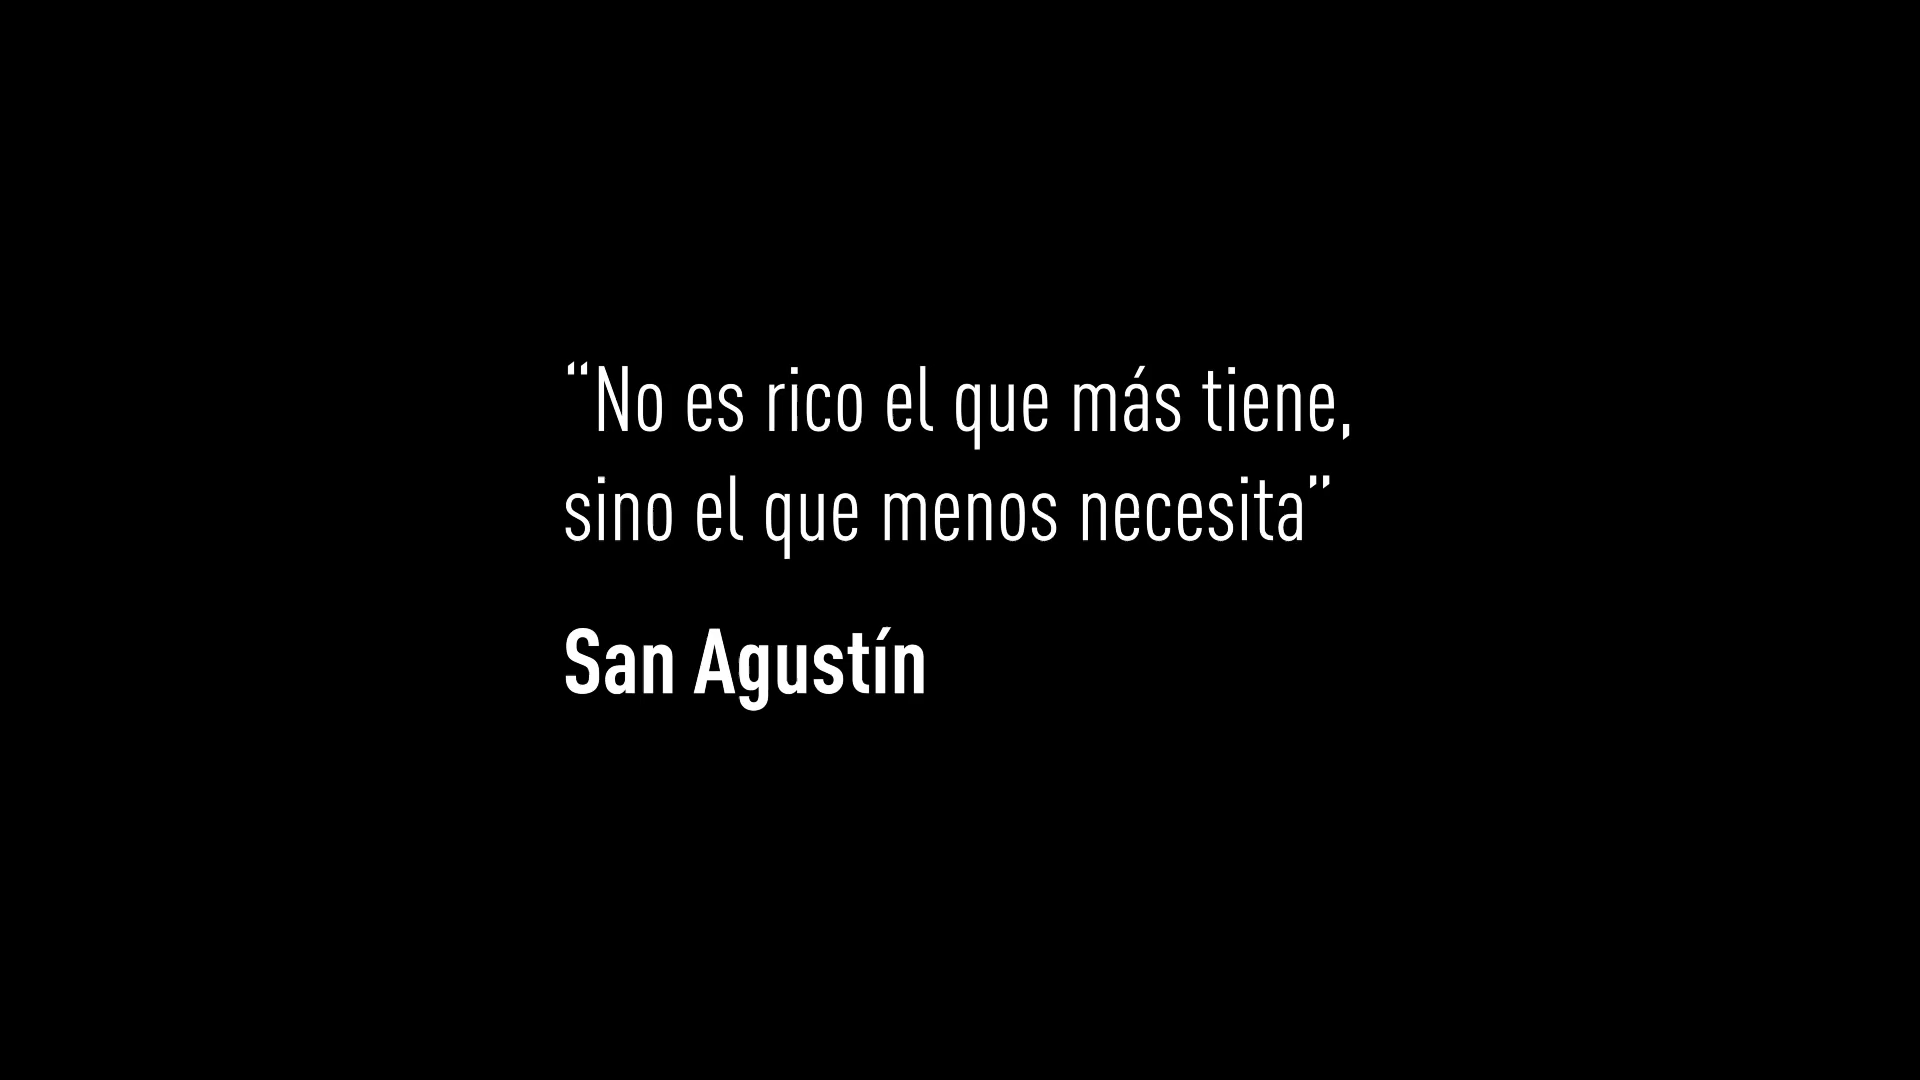 “No es rico el que más tiene,
sino el que menos necesita”
San Agustín